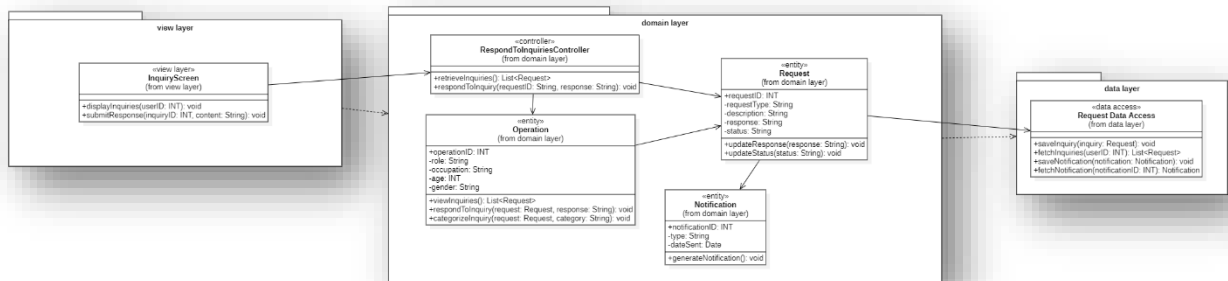 view layer
«view layer»
InquiryScreen
(from view layer)
+displayInquiries(userID: INT): void
+submitResponse(inquiryID: INT, content: String): void
domain layer
«controller»
RespondToInquiriesController
(from domain layer)
+retrieveInquiries(): List<Request>
+respondToInquiry(requestID: String, response: String): void
«entity»
Operation
(from domain layer)
+operationID: INT
-role: String
-occupation: String
-age: INT
-gender: String
+viewInquiries(): List<Request>
+respondToInquiry(request: Request, response: String): void
+categorizeInquiry(request: Request, category: String): void
«entity»
Request
(from domain layer)
+requestID: INT
-requestType: String
-description: String
-response: String
-status: String
+updateResponse(response: String): void
+updateStatus(status: String): void
«entity»
Notification
(from domain layer)
+notificationID: INT
-type: String
-dateSent: Date
+generateNotification(): void
data layer
«data access»
Request Data Access
(from data layer)
+saveInquiry(inquiry: Request): void
+fetchInquiries(userID: INT): List<Request>
+saveNotification(notification: Notification): void
+fetchNotification(notificationID: INT): Notification